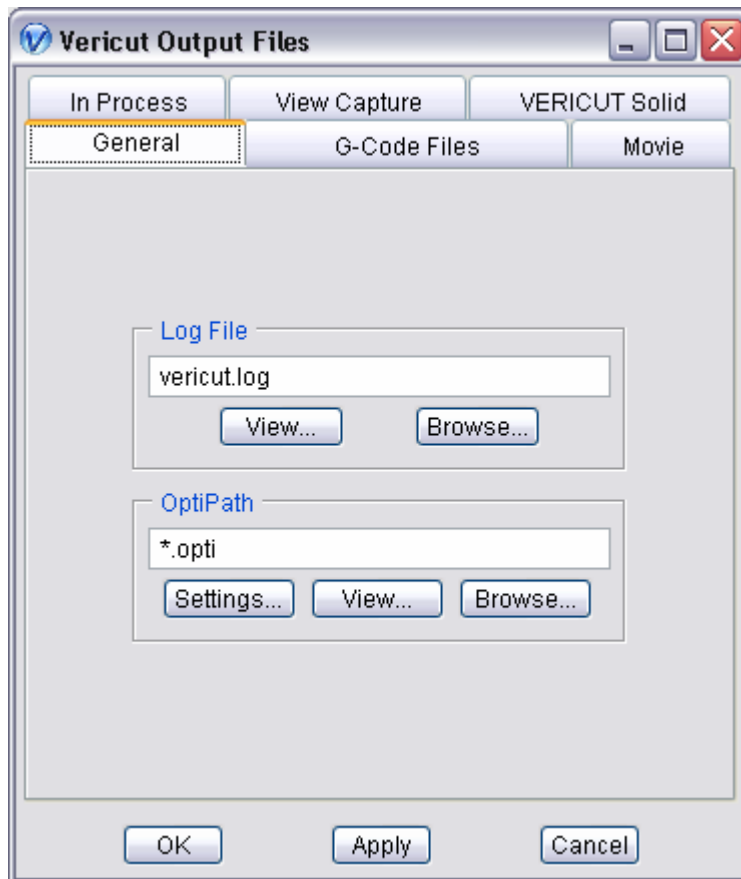 Vericut Output Files
In Process View Capture VERICUT Solid
General G-Code Files Movie
Log File
vericut.log
View... Browse...
OptiPath
*.opti
Settings... View... Browse...
OK Apply Cancel